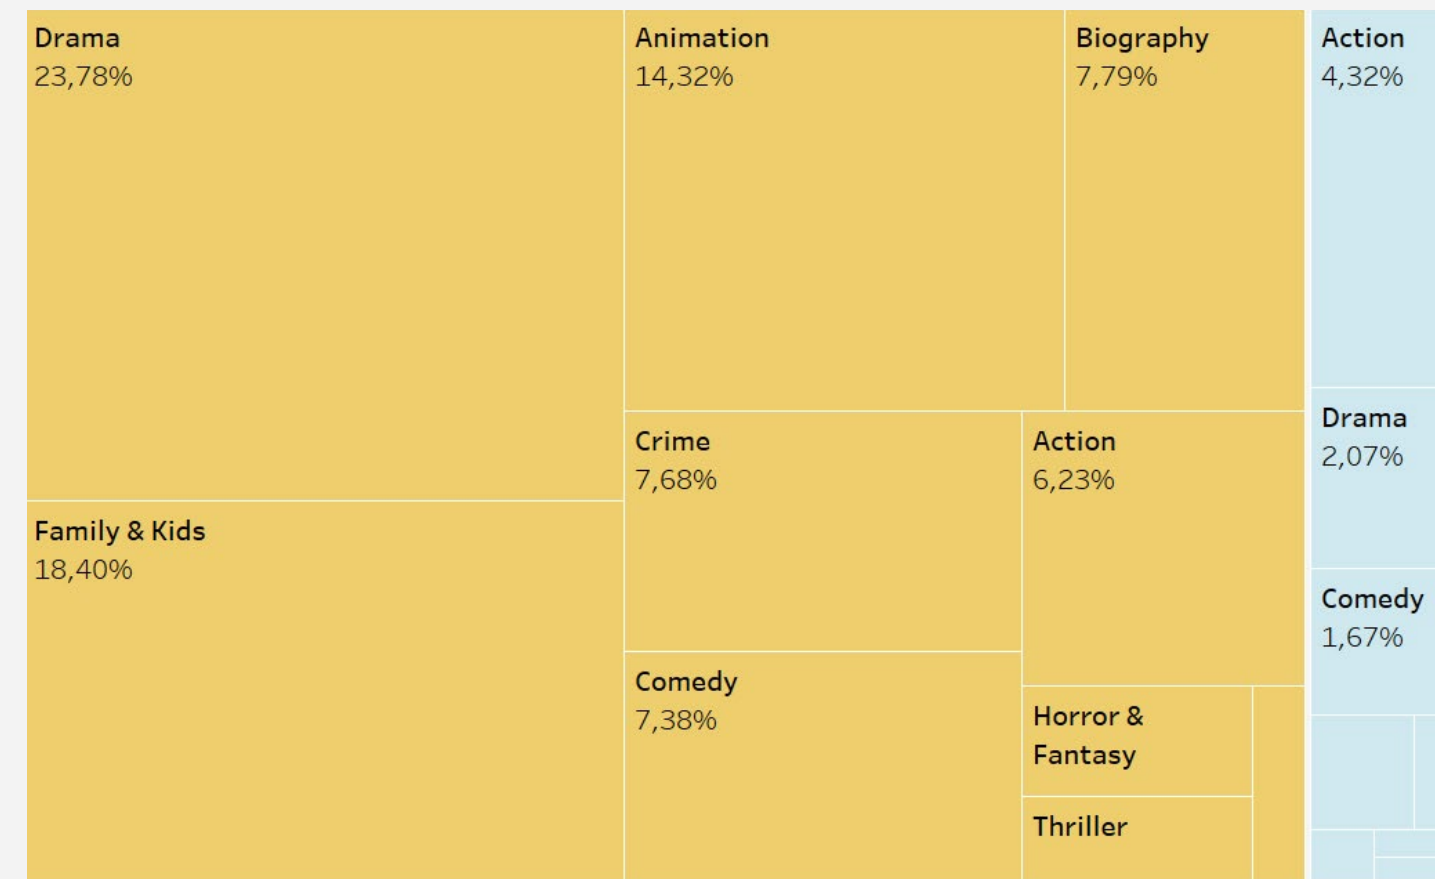 Drama
23,78%
Family & Kids
18,40%
Animation
14,32%
Biography
7,79%
Crime
7,68%
Comedy
7,38%
Action
6,23%
Horror &
Fantasy
Thriller
Action
4,32%
Drama
2,07%
Comedy
1,67%